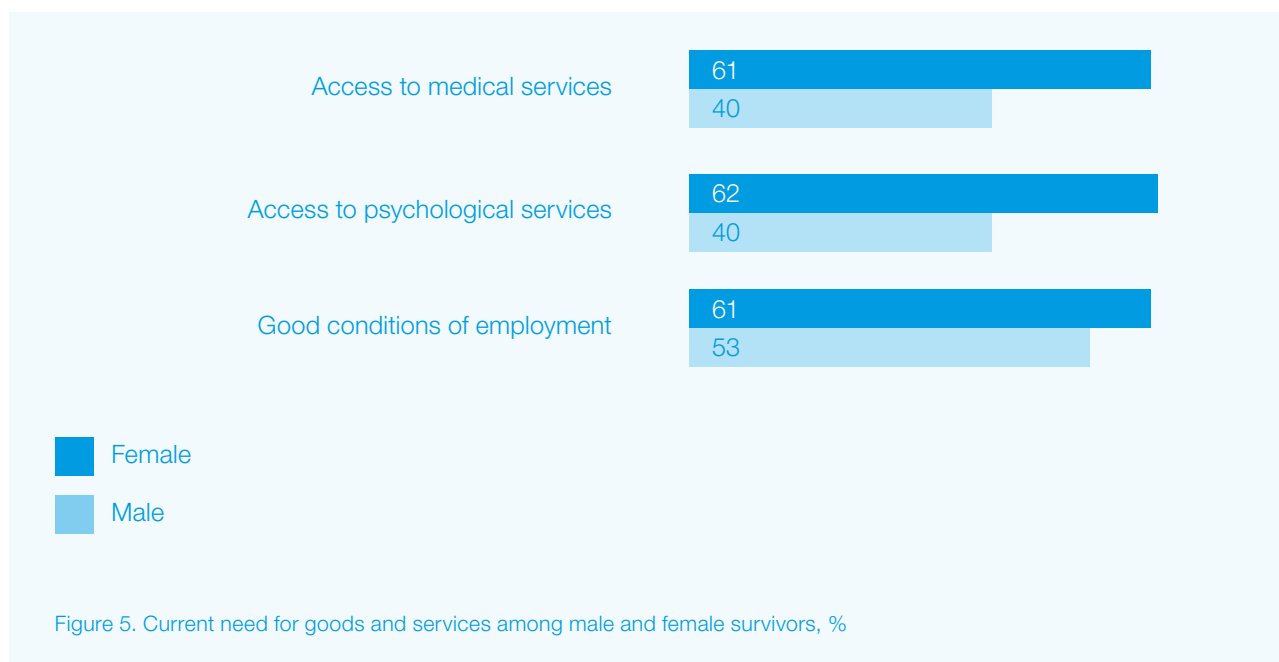 Access to medical services
61
40
Access to psychological services
62
40
Good conditions of employment
61
53
Female
Male
Figure 5. Current need for goods and services among male and female survivors, %